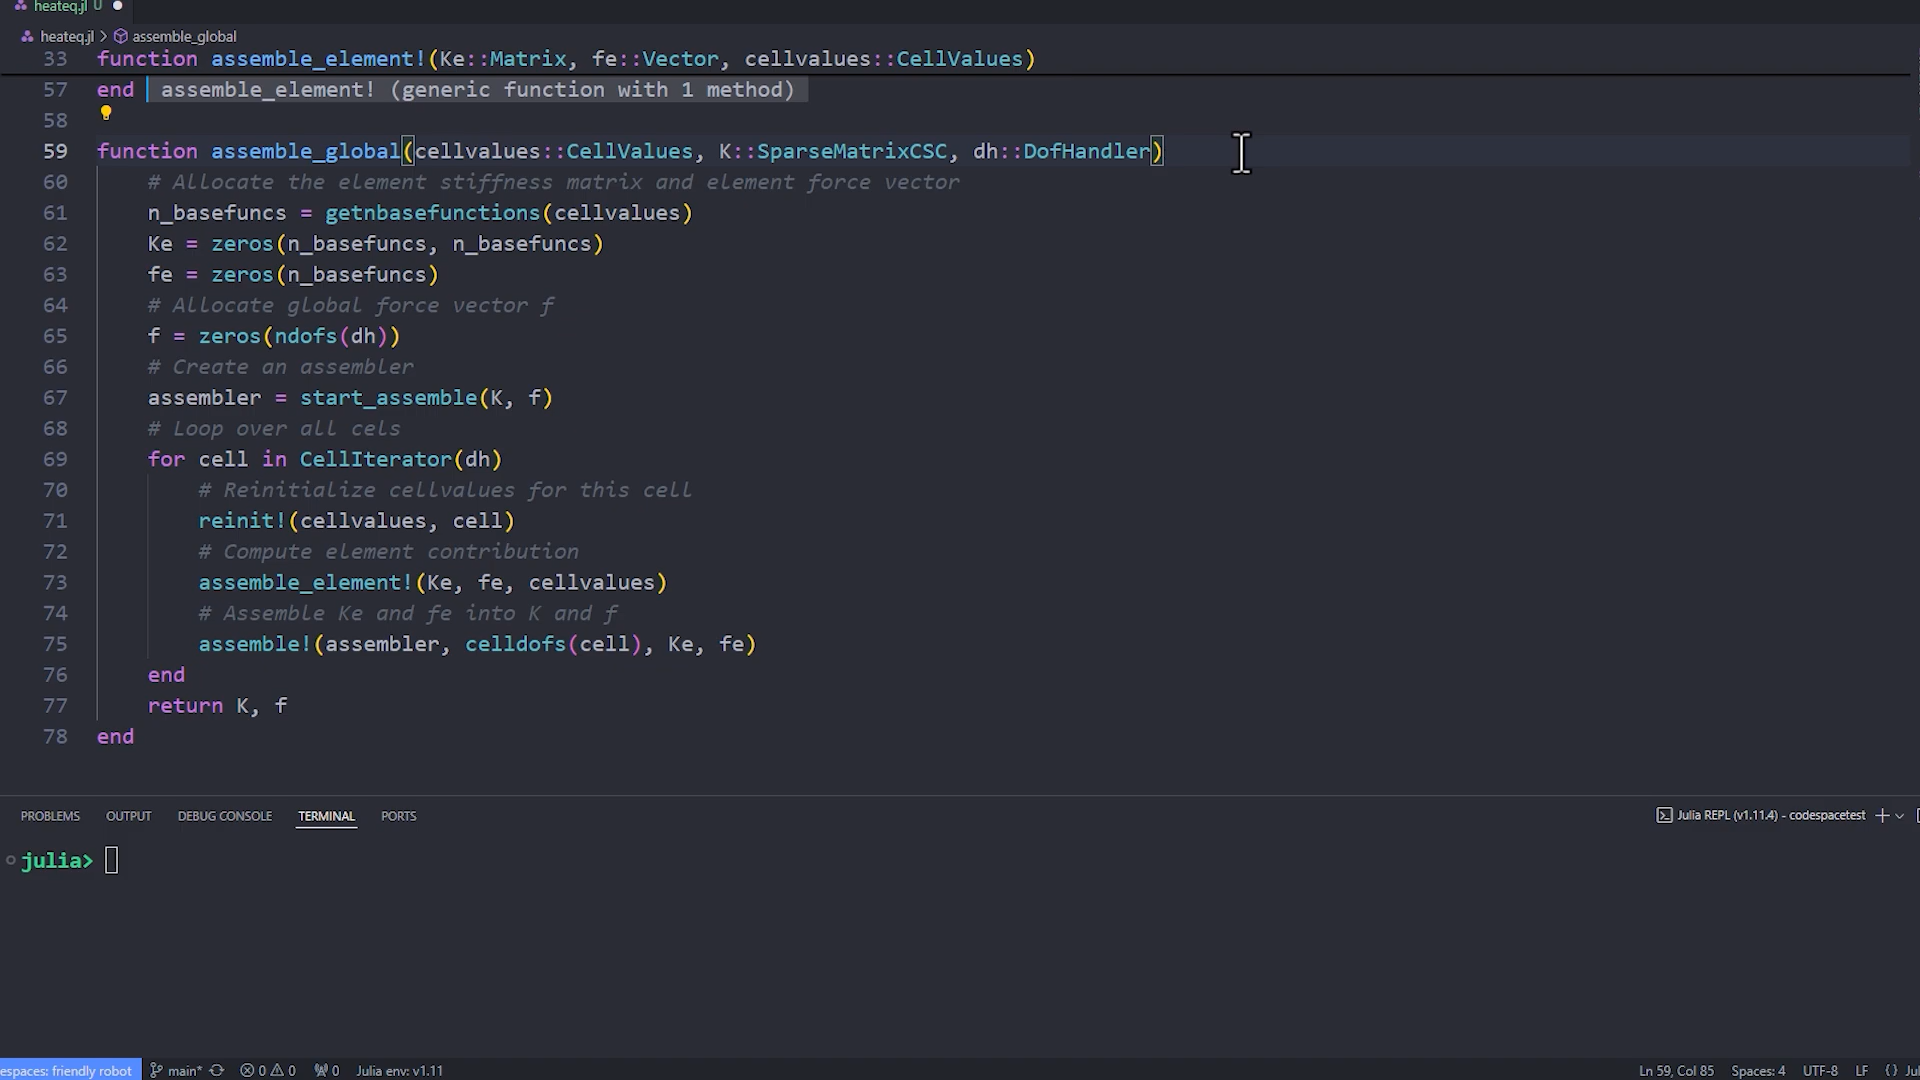 heateq.jl U
heateq.jl > assemble_global
33 function assemble_element!(Ke::Matrix, fe::Vector, cellvalues::CellValues)
57 end assemble_element! (generic function with 1 method)
58
59 function assemble_global(cellvalues::CellValues, K::SparseMatrixCSC, dh::DofHandler)
60 # Allocate the element stiffness matrix and element force vector
61 n_basefuncs = getnbasefunctions(cellvalues)
62 Ke = zeros(n_basefuncs, n_basefuncs)
63 fe = zeros(n_basefuncs)
64 # Allocate global force vector f
65 f = zeros(ndofs(dh))
66 # Create an assembler
67 assembler = start_assemble(K, f)
68 # Loop over all cels
69 for cell in CellIterator(dh)
70 # Reinitialize cellvalues for this cell
71 reinit!(cellvalues, cell)
72 # Compute element contribution
73 assemble_element!(Ke, fe, cellvalues)
74 # Assemble Ke and fe into K and f
75 assemble!(assembler, celldofs(cell), Ke, fe)
76 end
77 return K, f
78 end
PROBLEMS OUTPUT DEBUG CONSOLE TERMINAL PORTS Julia REPL (v1.11.4) - codespacetest
julia>
espaces: friendly robot main* 0 0 0 Julia env: v1.11 Ln 59, Col 85 Spaces: 4 UTF-8 LF {} Jul